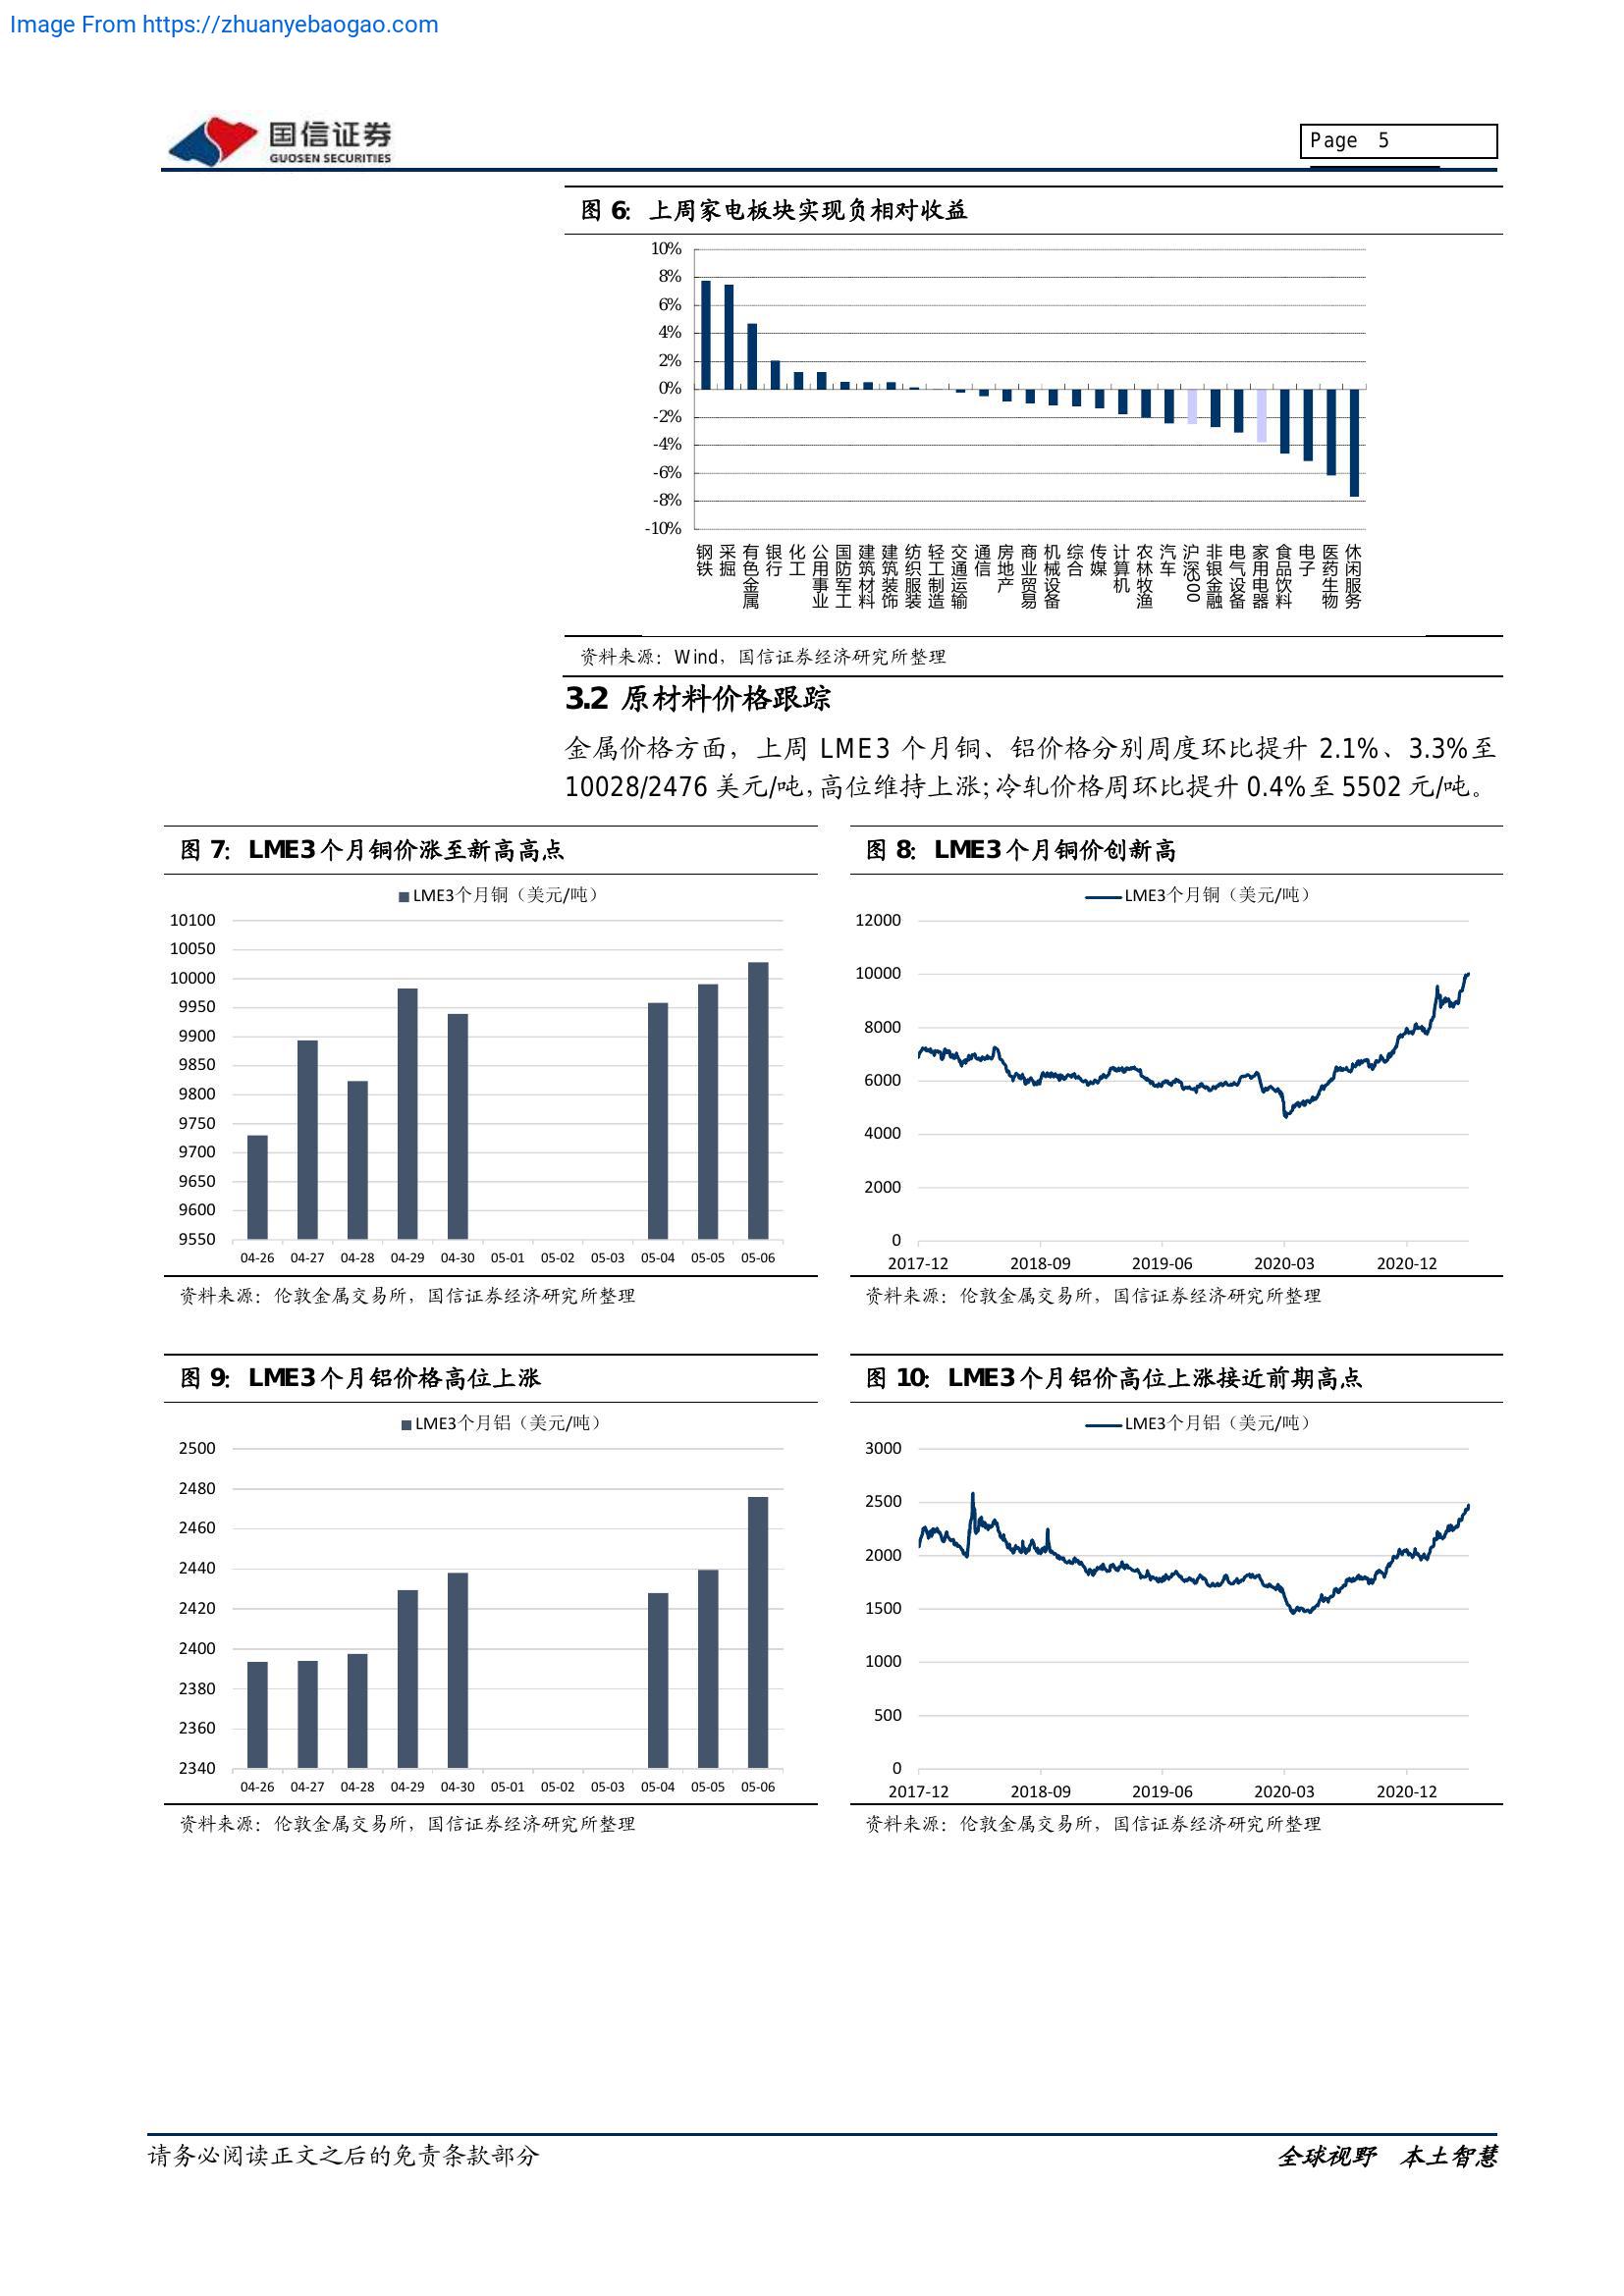 Image From https://zhuanyebaogao.com
国信证券
GUOSEN SECURITIES
Page 5
图 6：上周家电板块实现负相对收益
10%
8%
6%
4%
2%
0%
-2%
-4%
-6%
-8%
-10%
钢铁 采掘 有色金属 银行 化工 公用事业 国防军工 建筑材料 建筑装饰 纺织服装 轻工制造 交通运输 通信 房地产 商业贸易 机械设备 综合 传媒 计算机 农林牧渔 汽车 沪深300 非银金融 电气设备 家用电器 食品饮料 电子 医药生物 休闲服务
资料来源：Wind，国信证券经济研究所整理
3.2 原材料价格跟踪
金属价格方面，上周 LME3 个月铜、铝价格分别周度环比提升 2.1%、3.3%至
10028/2476 美元/吨，高位维持上涨；冷轧价格周环比提升 0.4%至 5502 元/吨。
图 7：LME3 个月铜价涨至新高高点
LME3个月铜（美元/吨）
10100
10050
10000
9950
9900
9850
9800
9750
9700
9650
9600
9550
04-26 04-27 04-28 04-29 04-30 05-01 05-02 05-03 05-04 05-05 05-06
资料来源：伦敦金属交易所，国信证券经济研究所整理
图 8：LME3 个月铜价创新高
LME3个月铜（美元/吨）
12000
10000
8000
6000
4000
2000
0
2017-12 2018-09 2019-06 2020-03 2020-12
资料来源：伦敦金属交易所，国信证券经济研究所整理
图 9：LME3 个月铝价格高位上涨
LME3个月铝（美元/吨）
2500
2480
2460
2440
2420
2400
2380
2360
2340
04-26 04-27 04-28 04-29 04-30 05-01 05-02 05-03 05-04 05-05 05-06
资料来源：伦敦金属交易所，国信证券经济研究所整理
图 10：LME3 个月铝价高位上涨接近前期高点
LME3个月铝（美元/吨）
3000
2500
2000
1500
1000
500
0
2017-12 2018-09 2019-06 2020-03 2020-12
资料来源：伦敦金属交易所，国信证券经济研究所整理
请务必阅读正文之后的免责条款部分
全球视野 本土智慧